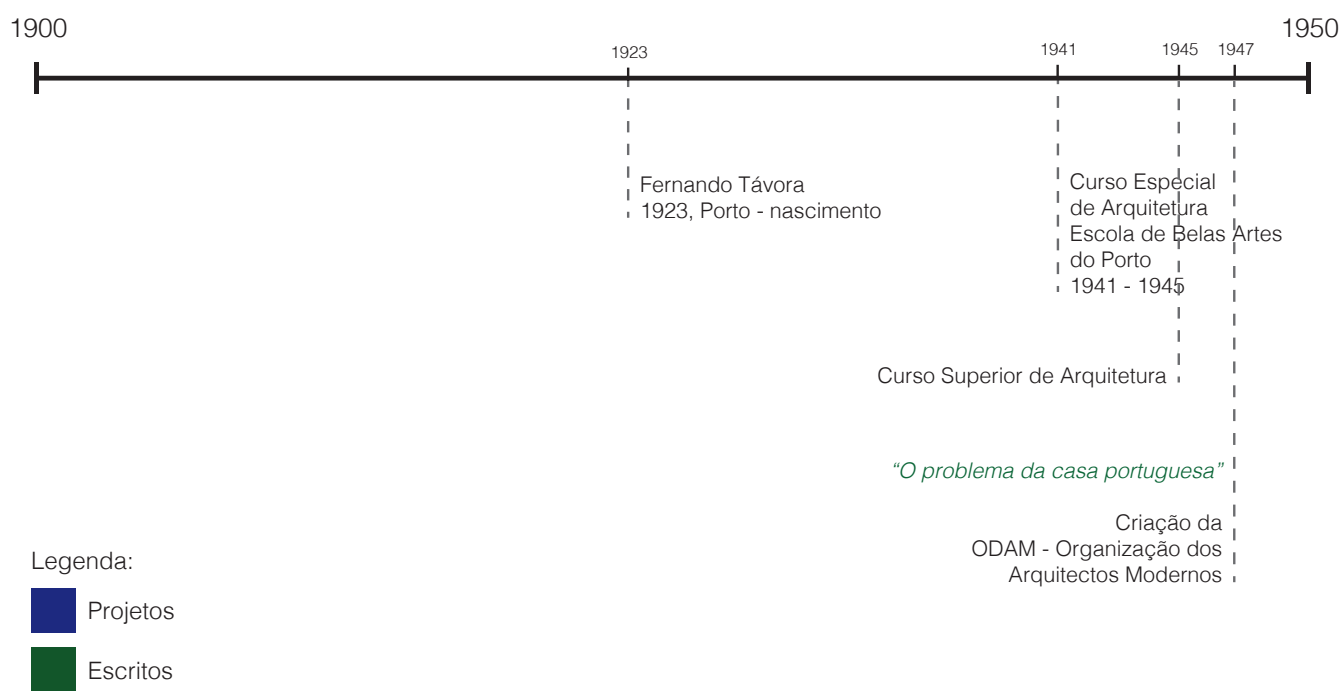 1900
1950
1923
1941
1945
1947
Fernando Távora
1923, Porto - nascimento
Curso Especial
de Arquitetura
Escola de Belas Artes
do Porto
1941 - 1945
Curso Superior de Arquitetura
“O problema da casa portuguesa”
Criação da
ODAM - Organização dos
Arquitectos Modernos
Legenda:
Projetos
Escritos